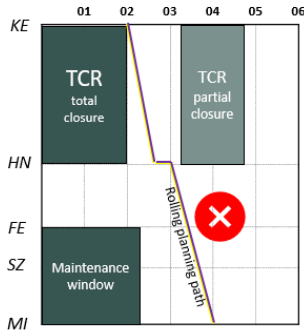 01 02 03 04 05 06
KE
TCR
total
closure
TCR
partial
closure
HN
Rolling planning path
FE
SZ
Maintenance
window
MI